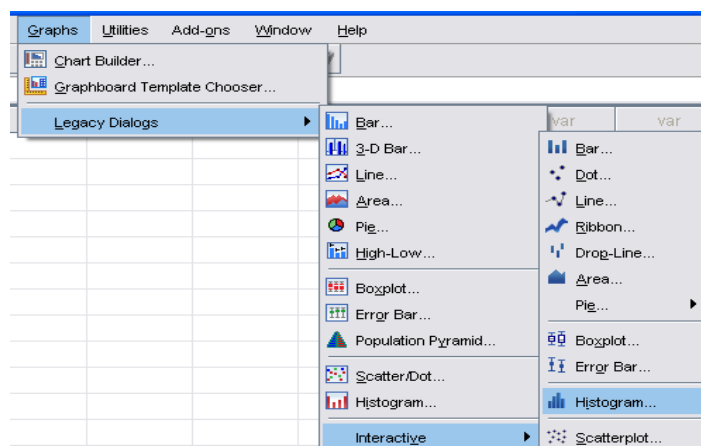 Graphs Utilities Add-ons Window Help
Chart Builder...
Graphboard Template Chooser...
Legacy Dialogs
var var
Bar...
3-D Bar...
Line...
Area...
Pie...
High-Low...
Boxplot...
Error Bar...
Population Pyramid...
Scatter/Dot...
Histogram...
Interactive
Bar...
Dot...
Line...
Ribbon...
Drop-Line...
Area...
Pie...
Boxplot...
Error Bar...
Histogram...
Scatterplot...